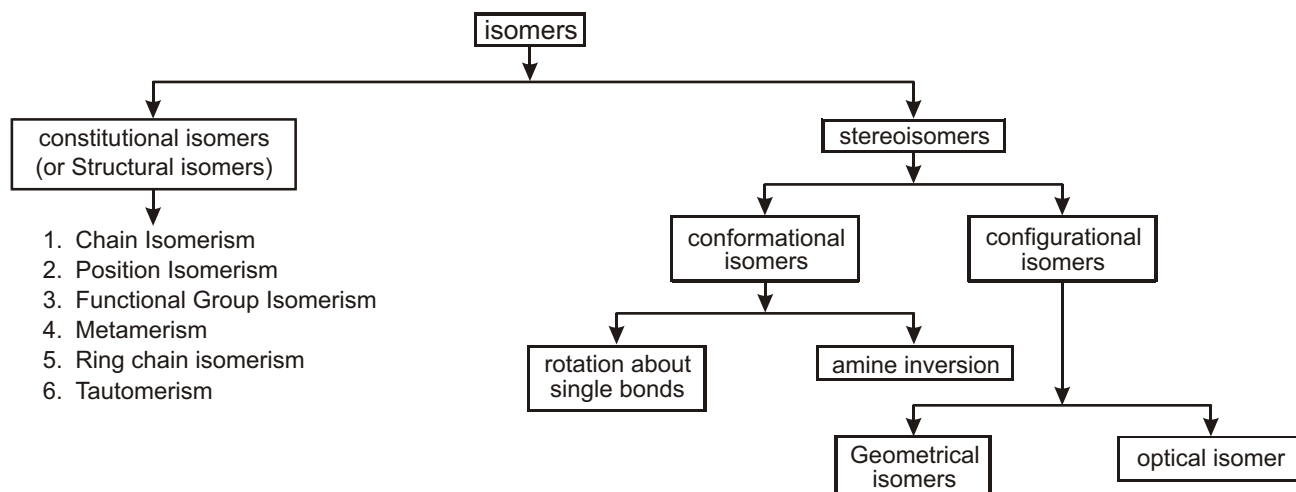 isomers
constitutional isomers
(or Structural isomers)
1. Chain Isomerism
2. Position Isomerism
3. Functional Group Isomerism
4. Metamerism
5. Ring chain isomerism
6. Tautomerism
stereoisomers
conformational
isomers
configurational
isomers
rotation about
single bonds
amine inversion
Geometrical
isomers
optical isomer